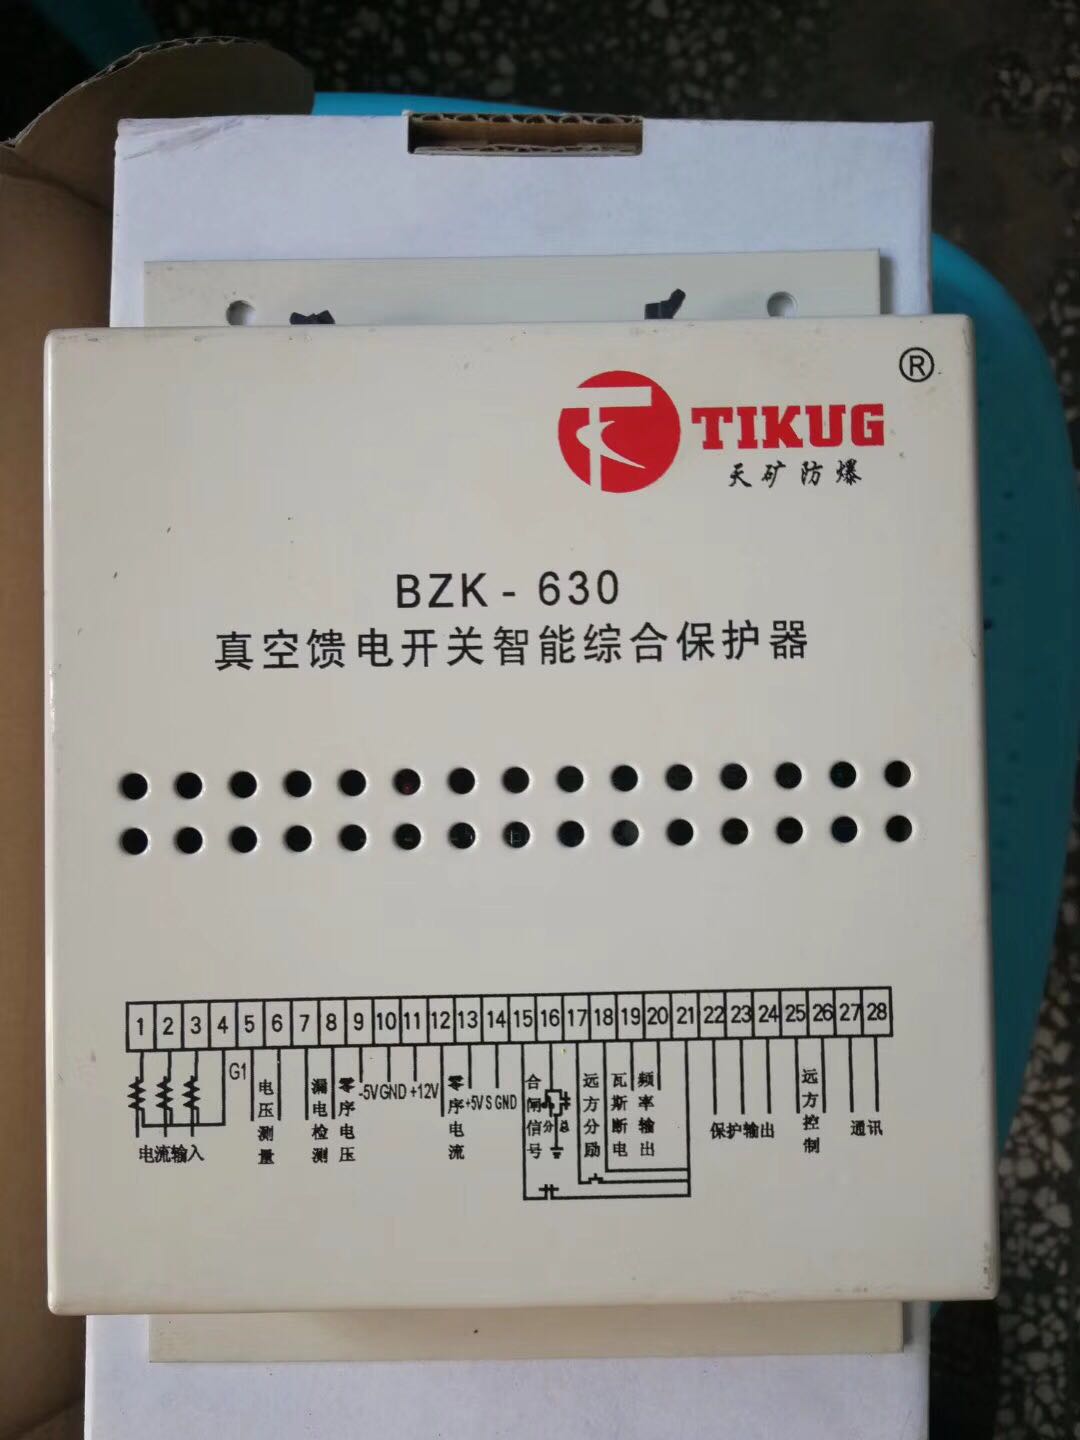 ®
TIKUG
天矿防爆
BZK - 630
真空馈电开关智能综合保护器
1 2 3 4 5 6 7 8 9 10 11 12 13 14 15 16 17 18 19 20 21 22 23 24 25 26 27 28
G1
电流输入
电压测量
漏电检测
零序电压
-5V GND +12V
零序电流
+5V S GND
合闸信号
分 总
远方分励
瓦斯断电
频率输出
保护输出
远方控制
通讯